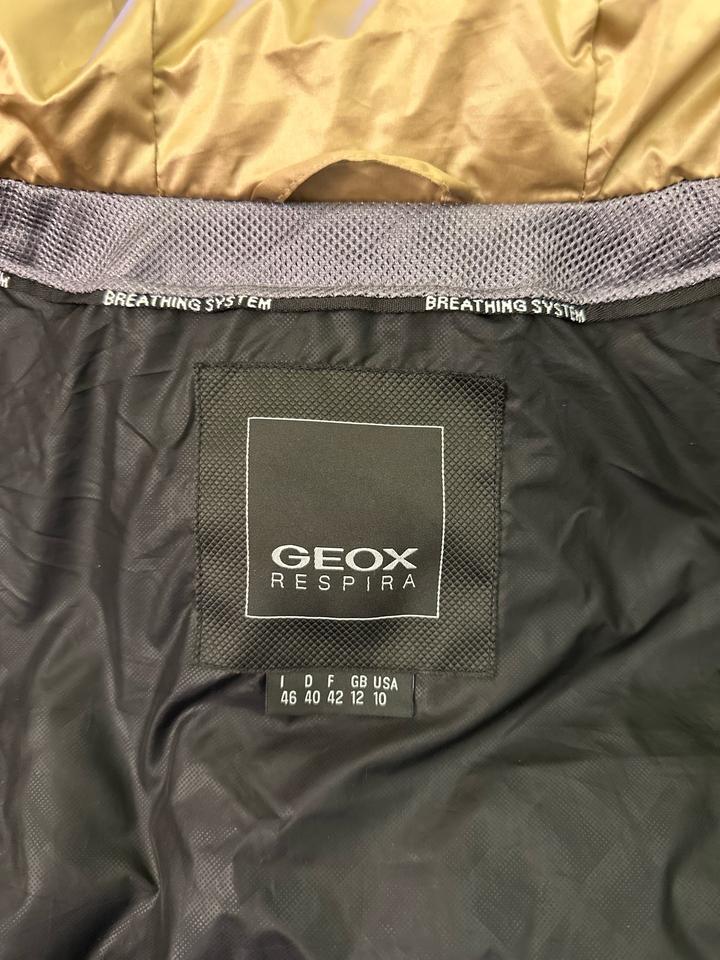 M
BREATHING SYSTEM
BREATHING SYSTEM
GEOX
RESPIRA
I D F GB USA
46 40 42 12 10